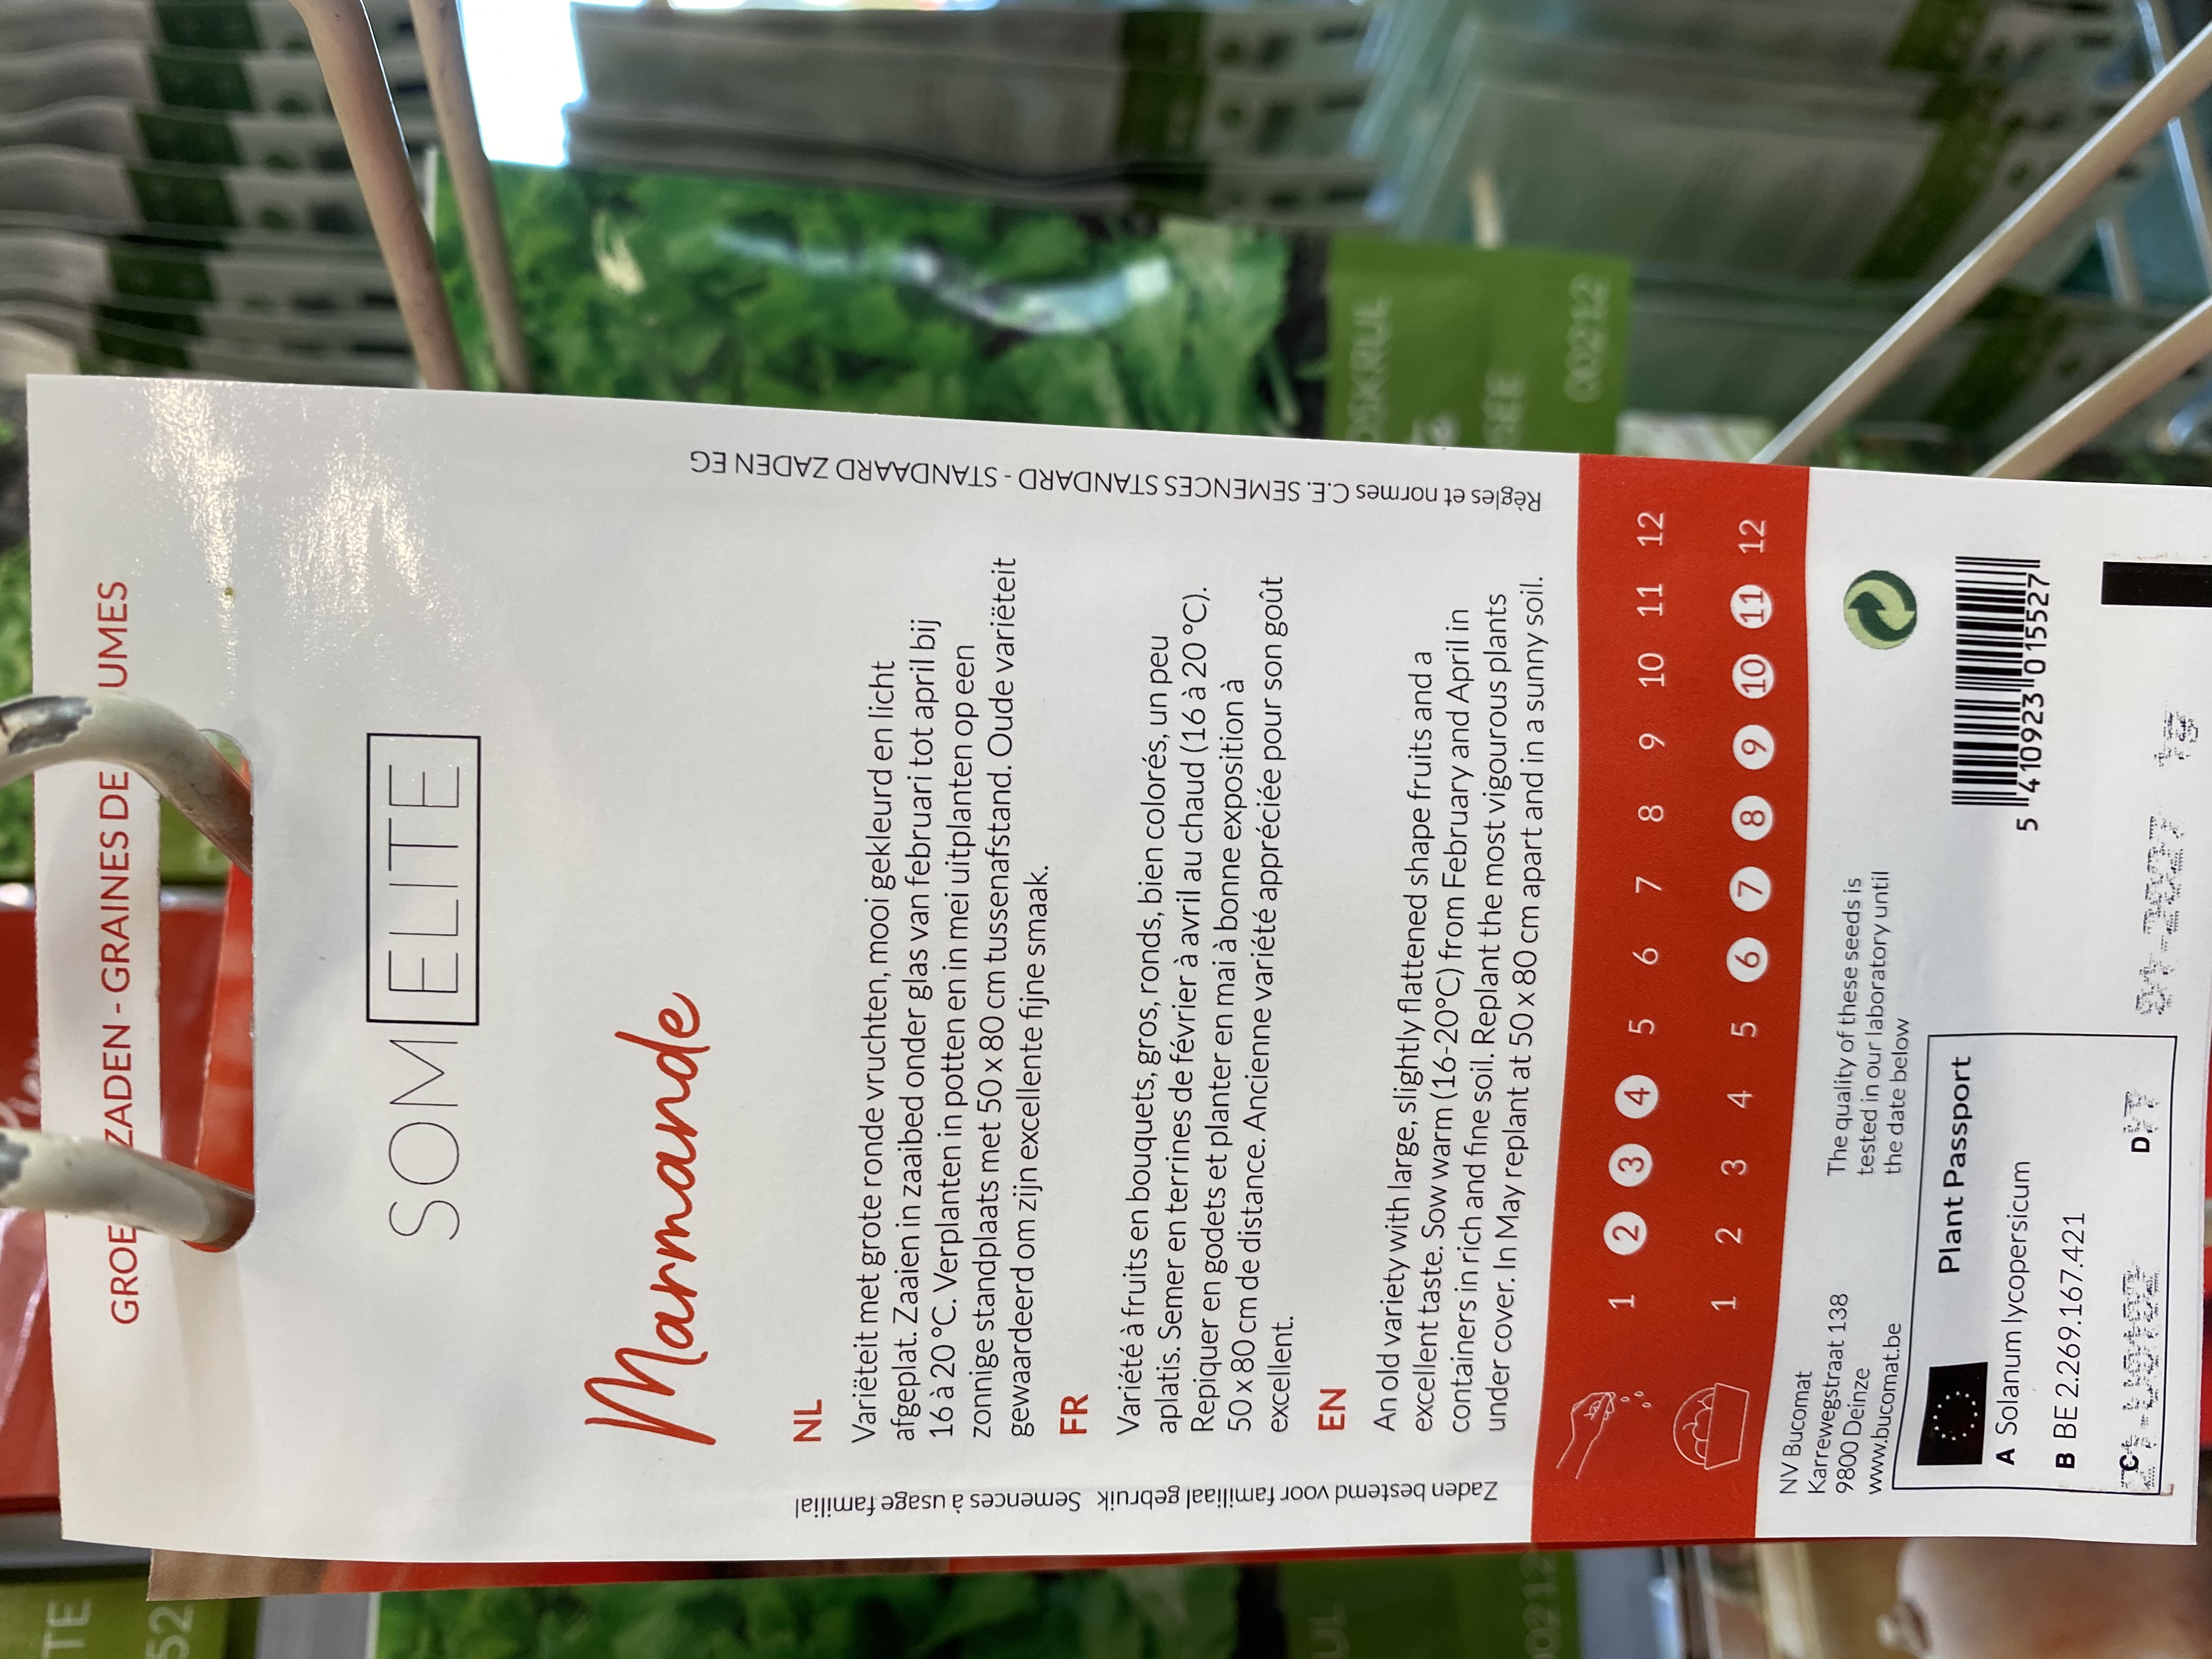 GROE ZADEN - GRAINES DE UMES
SOM ELITE
Marmande
NL
Variëteit met grote ronde vruchten, mooi gekleurd en licht
afgeplat. Zaaien in zaaibed onder glas van februari tot april bij
16 à 20 °C. Verplanten in potten en in mei uitplanten op een
zonnige standplaats met 50 x 80 cm tussenafstand. Oude variëteit
gewaardeerd om zijn excellente fijne smaak.
FR
Variété à fruits en bouquets, gros, ronds, bien colorés, un peu
aplatis. Semer en terrines de février à avril au chaud (16 à 20 °C).
Repiquer en godets et planter en mai à bonne exposition à
50 x 80 cm de distance. Ancienne variété appréciée pour son goût
excellent.
EN
An old variety with large, slightly flattened shape fruits and a
excellent taste. Sow warm (16-20°C) from February and April in
containers in rich and fine soil. Replant the most vigourous plants
under cover. In May replant at 50 x 80 cm apart and in a sunny soil.
Zaden bestemd voor familiaal gebruik Semences à usage familial
Règles et normes C.E. SEMENCES STANDARD - STANDAARD ZADEN EG
1 2 3 4 5 6 7 8 9 10 11 12
1 2 3 4 5 6 7 8 9 10 11 12
NV Bucomat
Karrewegstraat 138
9800 Deinze
www.bucomat.be
The quality of these seeds is
tested in our laboratory until
the date below
Plant Passport
A Solanum lycopersicum
B BE 2.269.167.421
C
D
5 410923 015527
OSKRUL
SÉE
00212
TE
52
UL
00212